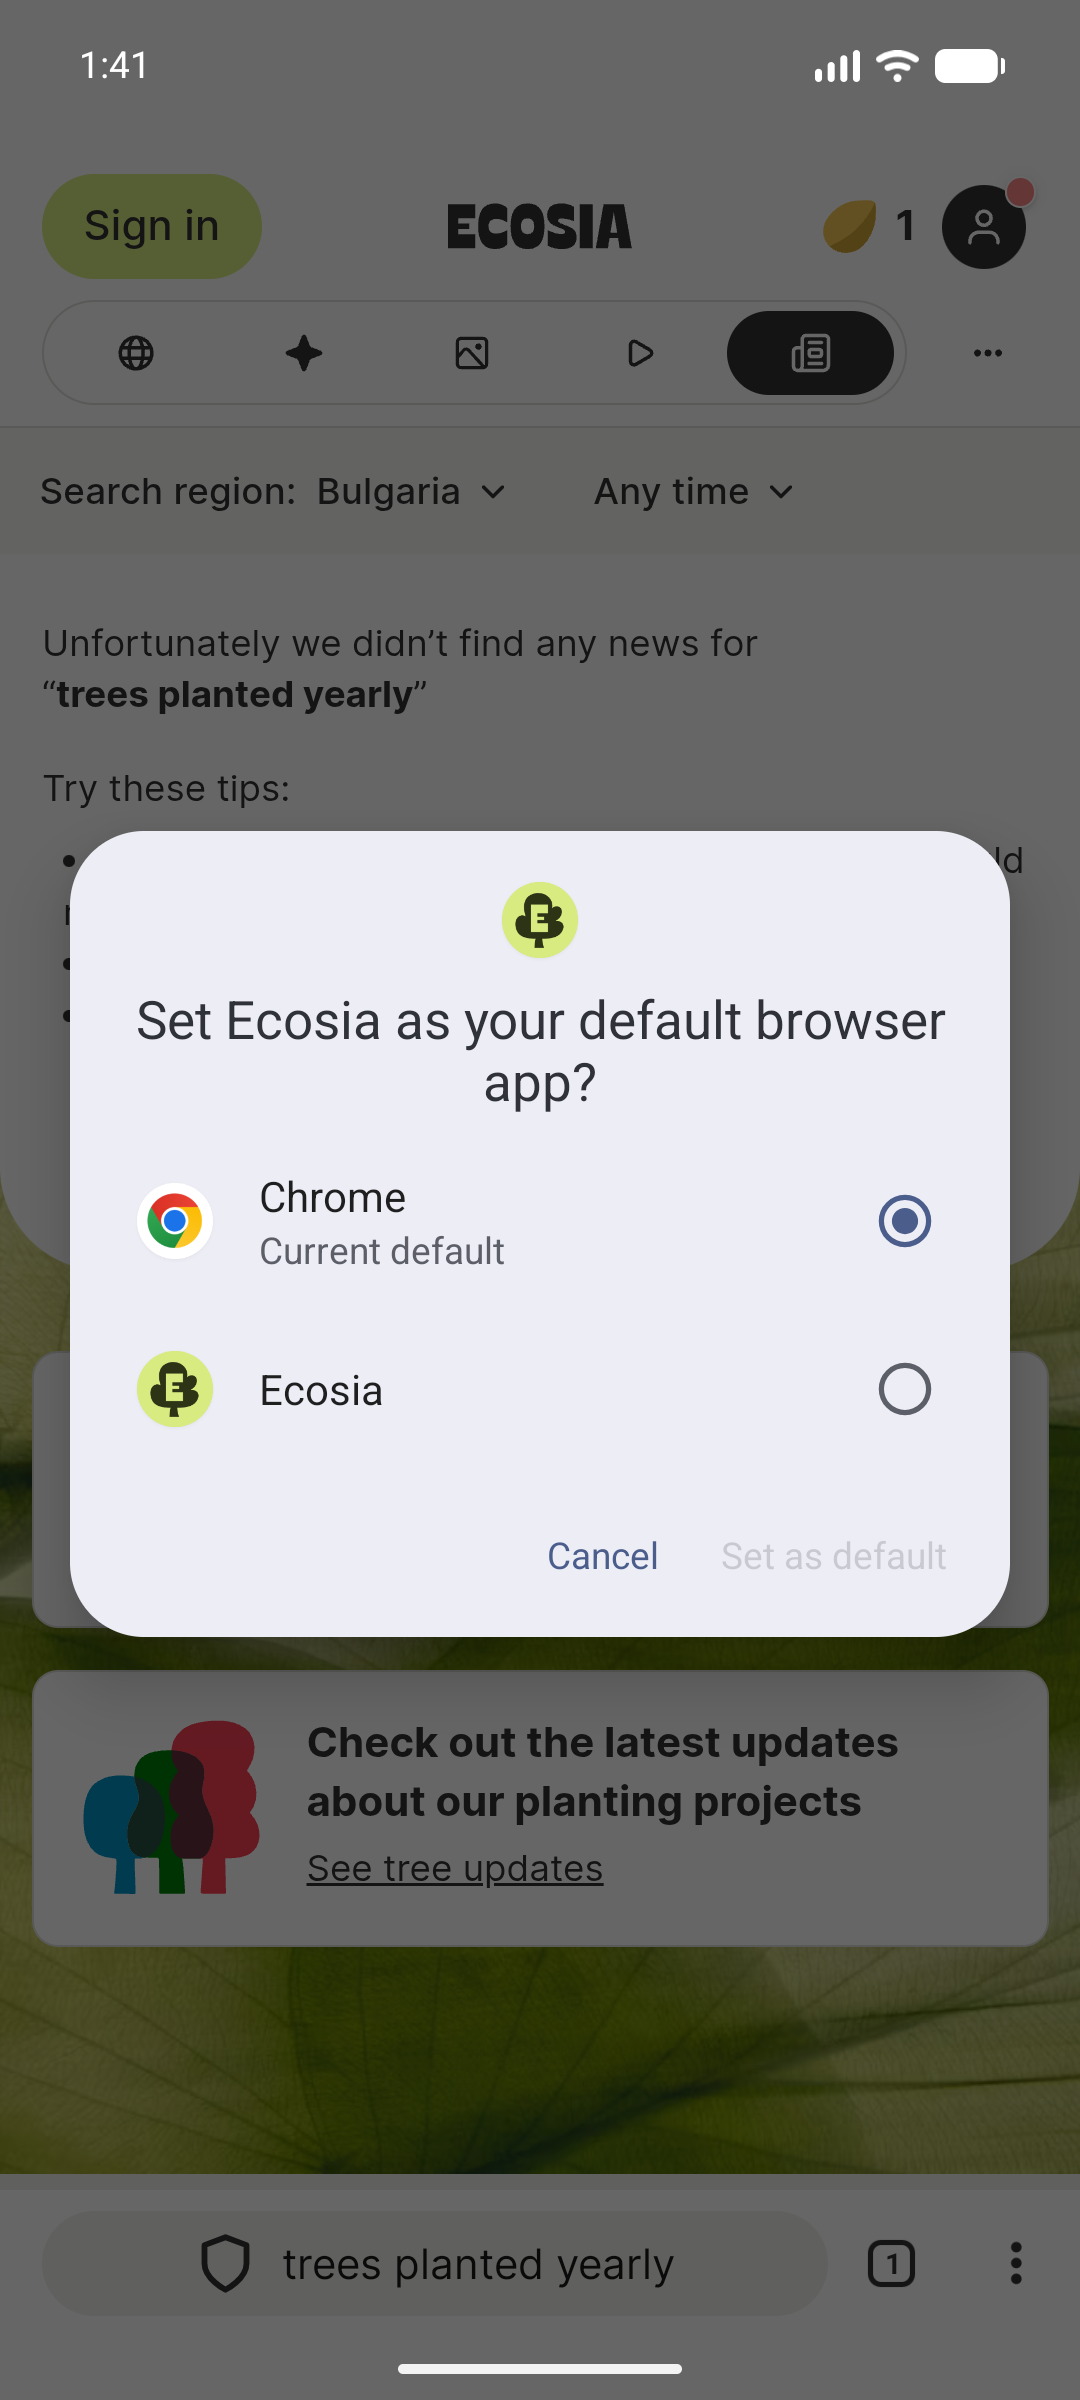 1:41
Sign in
ECOSIA
1
Search region: Bulgaria
Any time
Unfortunately we didn’t find any news for
“trees planted yearly”
Try these tips:
Set Ecosia as your default browser
app?
Chrome
Current default
Ecosia
Cancel
Set as default
Check out the latest updates
about our planting projects
See tree updates
trees planted yearly
1